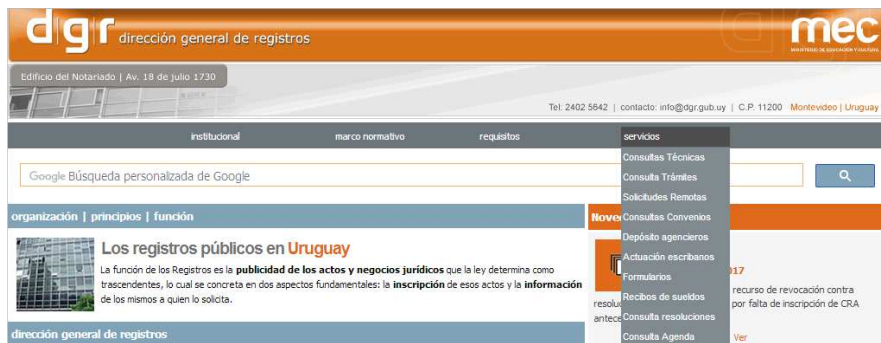 dgr dirección general de registros
mec
MINISTERIO DE EDUCACIÓN Y CULTURA
Edificio del Notariado | Av. 18 de julio 1730
Tel: 2402 5642 | contacto: info@dgr.gub.uy | C.P. 11200 Montevideo | Uruguay
institucional marco normativo requisitos servicios
Google Búsqueda personalizada de Google
Consultas Técnicas
Consulta Trámites
Solicitudes Remotas
Consultas Convenios
Depósito agencieros
Actuación escribanos
Formularios
Recibos de sueldos
Consulta resoluciones
Consulta Agenda
organización | principios | función
Los registros públicos en Uruguay
La función de los Registros es la publicidad de los actos y negocios jurídicos que la ley determina como
trascendentes, lo cual se concreta en dos aspectos fundamentales: la inscripción de esos actos y la información
de los mismos a quien lo solicita.
dirección general de registros
Nove
017
recurso de revocación contra
resolu por falta de inscripción de CRA
antece
Ver